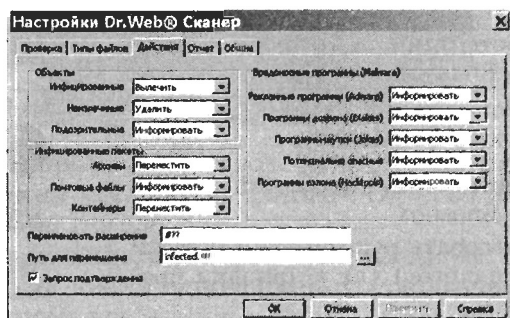 Настройки Dr.Web® Сканер
Проверка Типы файлов Действия Отчет Общие
Объекты
Инфицированные Вылечить
Неизлечимые Удалить
Подозрительные Информировать
Инфицированные пакеты
Архивы Переместить
Почтовые файлы Информировать
Контейнеры Переместить
Вредоносные программы (Malware)
Рекламные программы (Adware) Информировать
Программы дозвона (Dialers) Информировать
Программы-шутки (Jokes) Информировать
Потенциально опасные Информировать
Программы взлома (Hacktools) Информировать
Переименовать расширение #??
Путь для перемещения infected.!!!
...
Запрос подтверждения
OK Отмена Применить Справка